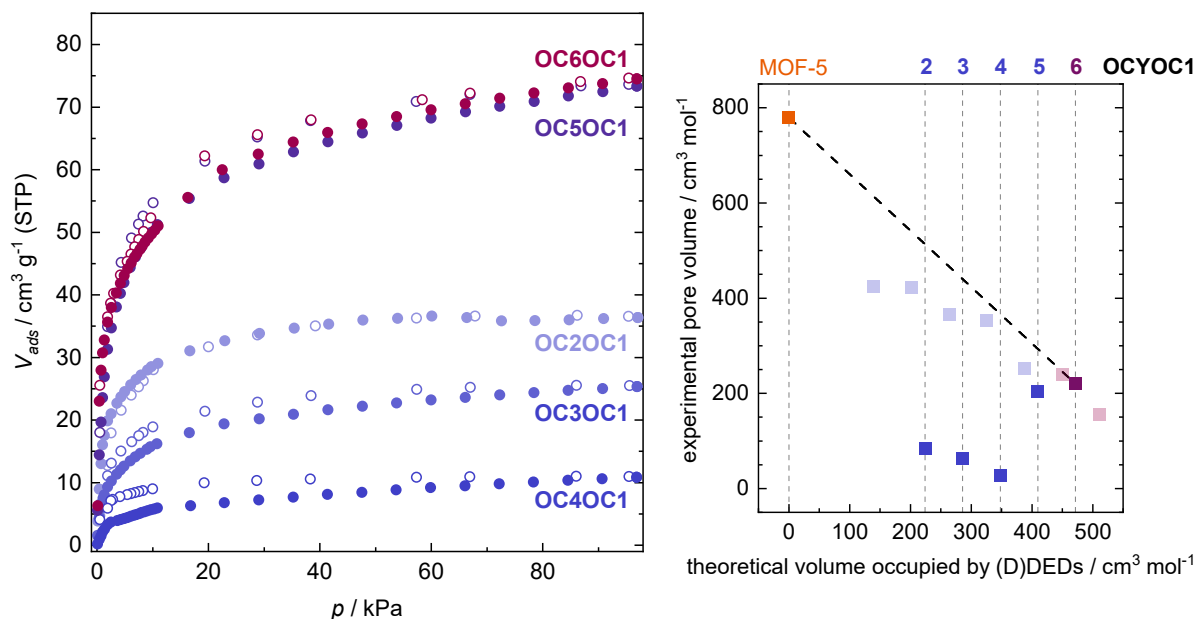 80
70
60
50
40
30
20
10
0
V_ads / cm³ g⁻¹ (STP)
OC6OC1
OC5OC1
OC2OC1
OC3OC1
OC4OC1
0 20 40 60 80
p / kPa
MOF-5 2 3 4 5 6 OCYOC1
800
600
400
200
0
experimental pore volume / cm³ mol⁻¹
0 100 200 300 400 500
theoretical volume occupied by (D)DEDs / cm³ mol⁻¹